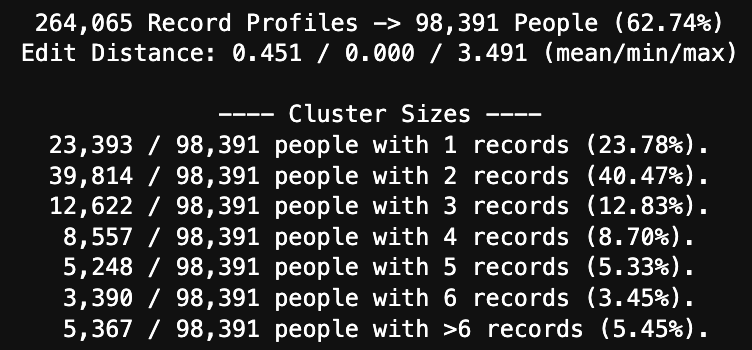 264,065 Record Profiles -> 98,391 People (62.74%)
Edit Distance: 0.451 / 0.000 / 3.491 (mean/min/max)
---- Cluster Sizes ----
23,393 / 98,391 people with 1 records (23.78%).
39,814 / 98,391 people with 2 records (40.47%).
12,622 / 98,391 people with 3 records (12.83%).
8,557 / 98,391 people with 4 records (8.70%).
5,248 / 98,391 people with 5 records (5.33%).
3,390 / 98,391 people with 6 records (3.45%).
5,367 / 98,391 people with >6 records (5.45%).